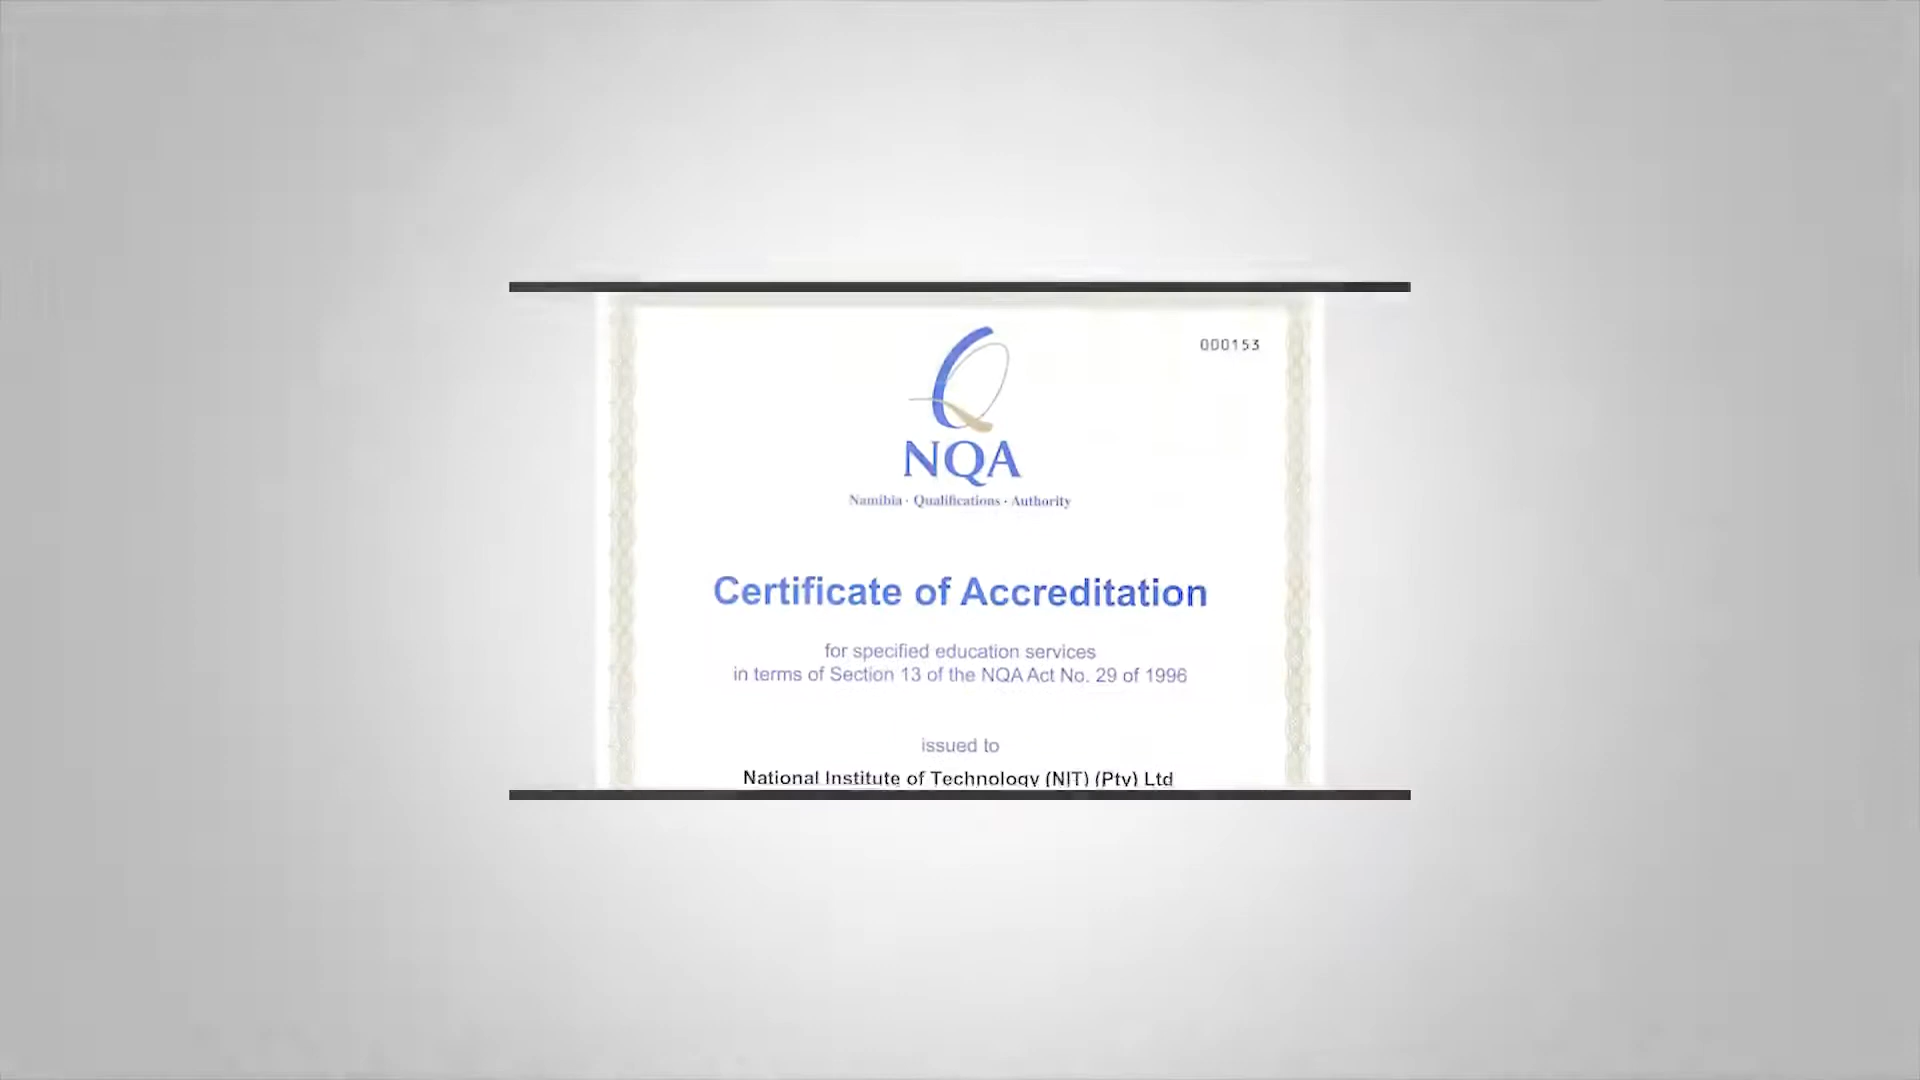 000153
NQA
Namibia · Qualifications · Authority
Certificate of Accreditation
for specified education services
in terms of Section 13 of the NQA Act No. 29 of 1996
issued to
National Institute of Technology (NIT) (Pty) Ltd